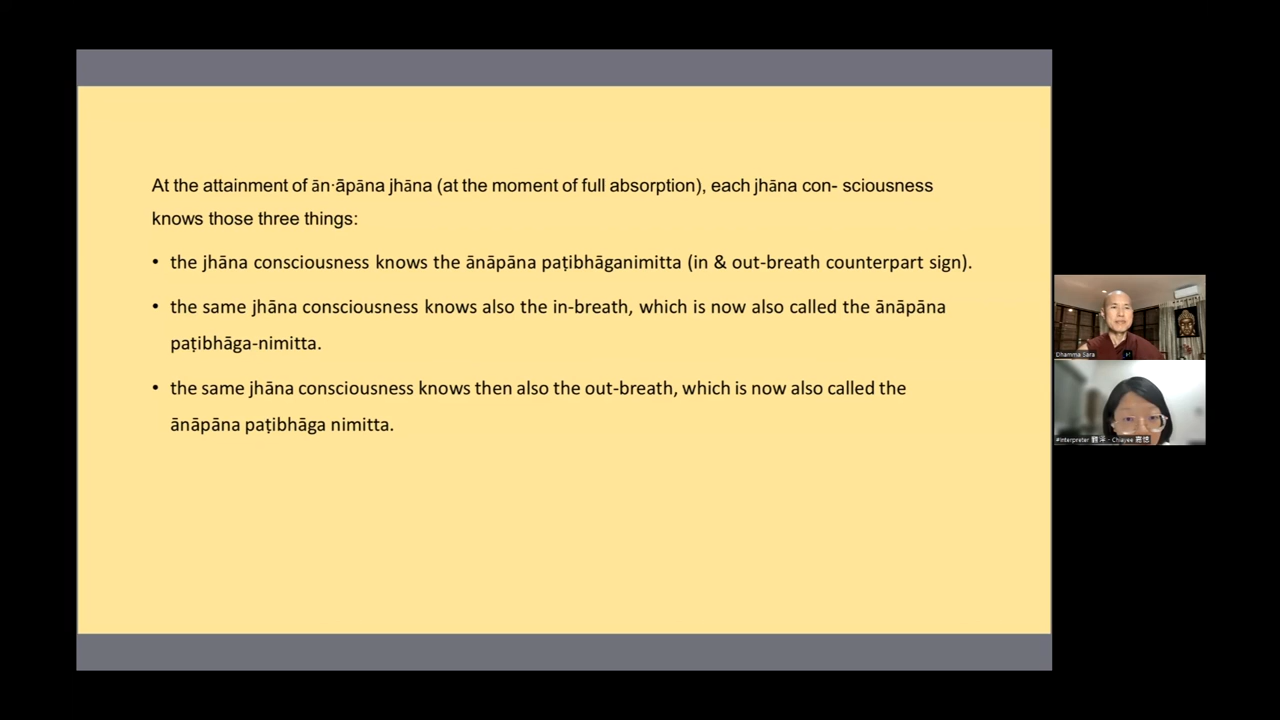 At the attainment of ān·āpāna jhāna (at the moment of full absorption), each jhāna con- sciousness
knows those three things:
• the jhāna consciousness knows the ānāpāna paṭibhāganimitta (in & out-breath counterpart sign).
• the same jhāna consciousness knows also the in-breath, which is now also called the ānāpāna
paṭibhāga-nimitta.
• the same jhāna consciousness knows then also the out-breath, which is now also called the
ānāpāna paṭibhāga nimitta.
Dhamma Sara
#Interpreter - Chiayee